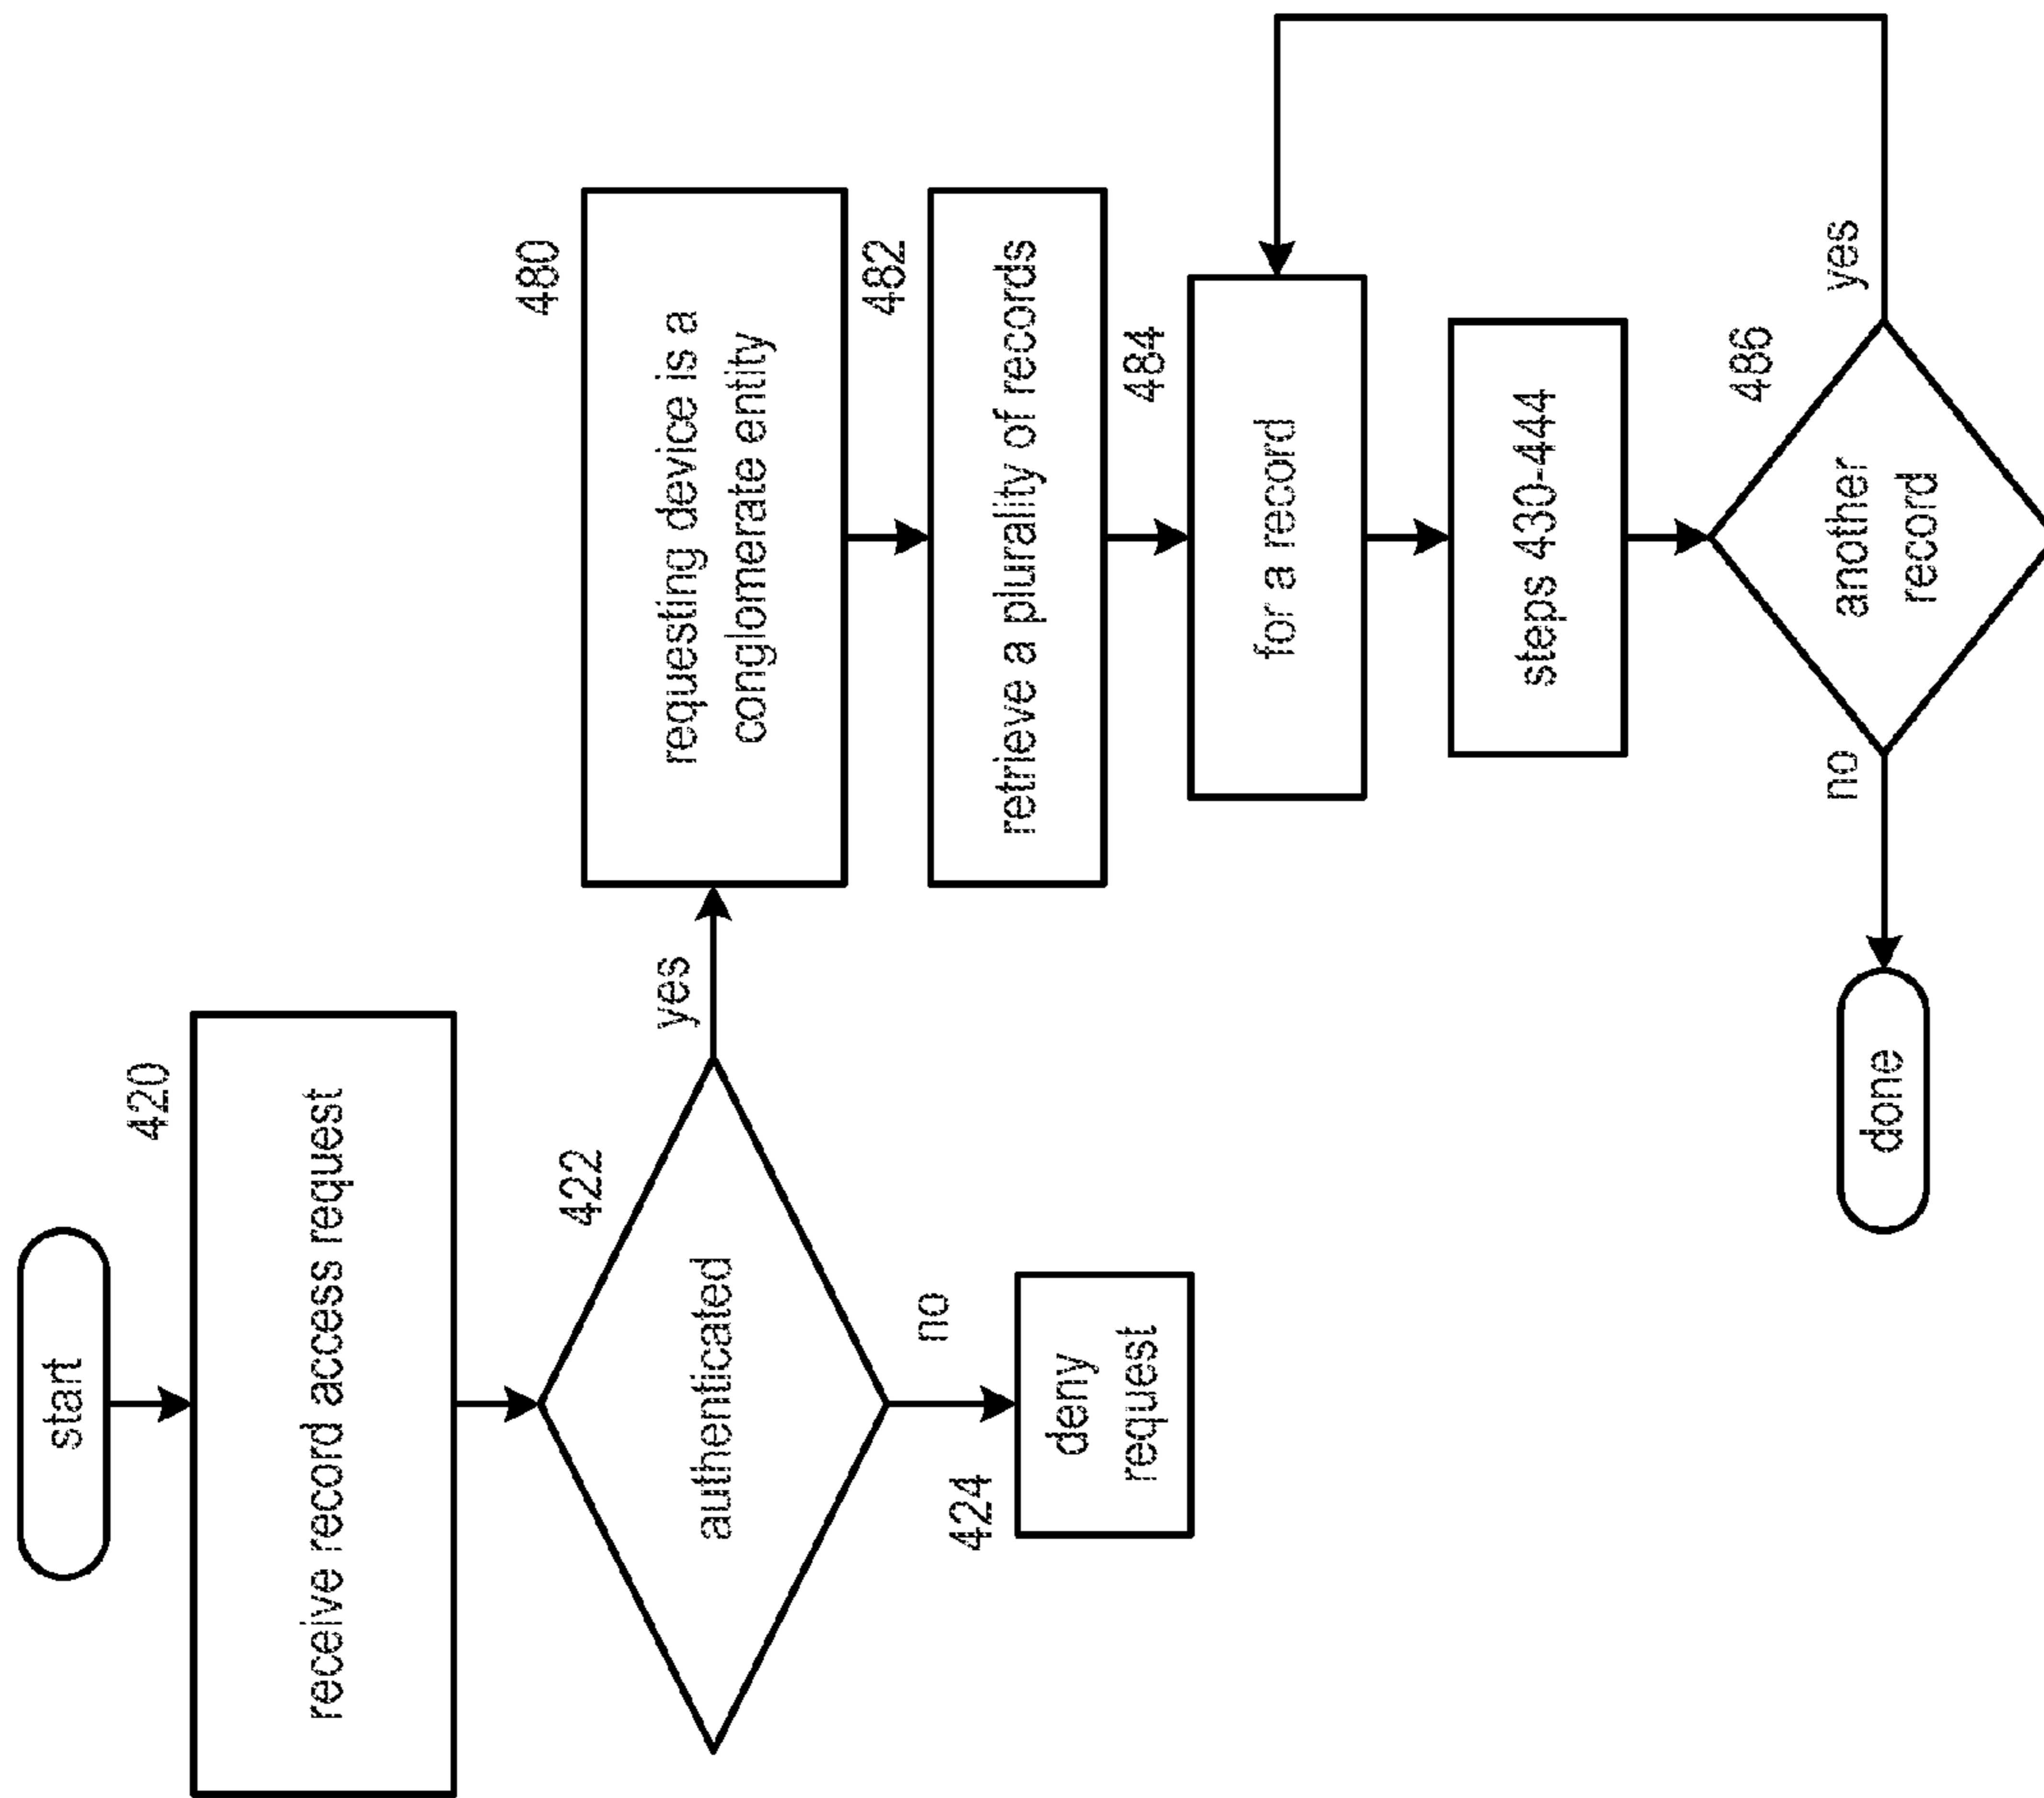 start
420
receive record access request
422
authenticated
yes
no
424
deny
request
480
requesting device is a
conglomerate entity
482
retrieve a plurality of records
484
for a record
steps 430-444
486
another
record
yes
no
done